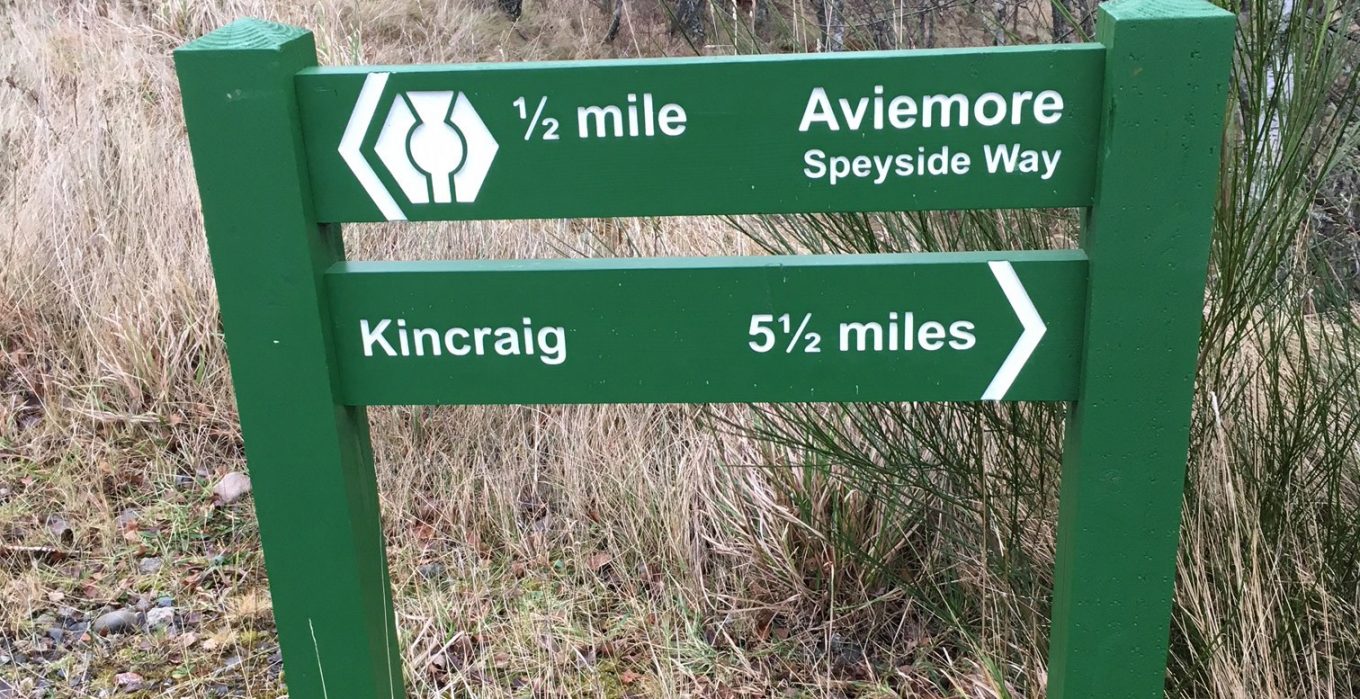 ½ mile Aviemore
Speyside Way
Kincraig 5½ miles